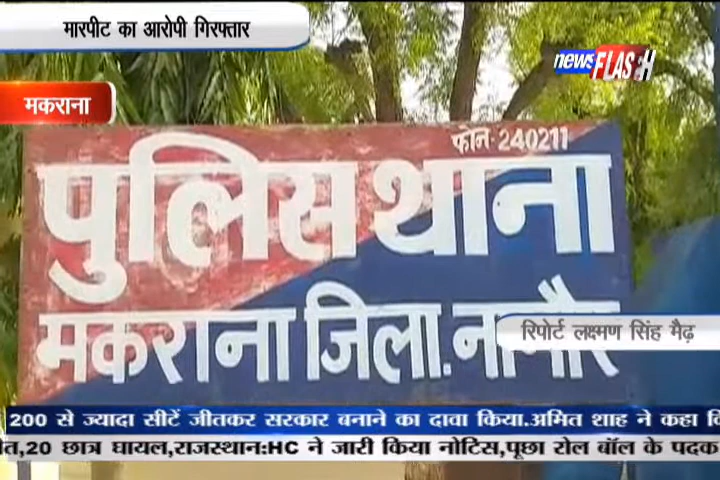 मारपीट का आरोपी गिरफ्तार
news FLASH
मकराना
फोन-240211
पुलिस थाना
मकराना जिला. नागौर
रिपोर्ट लक्ष्मण सिंह मैढ़
200 से ज्यादा सीटें जीतकर सरकार बनाने का दावा किया.अमित शाह ने कहा
,20 छात्र घायल,राजस्थान:HC ने जारी किया नोटिस,पूछा रोल बॉल के पदक